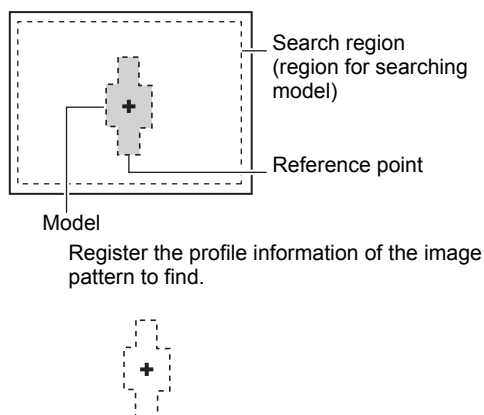 Search region
(region for searching
model)
Reference point
Model
Register the profile information of the image
pattern to find.